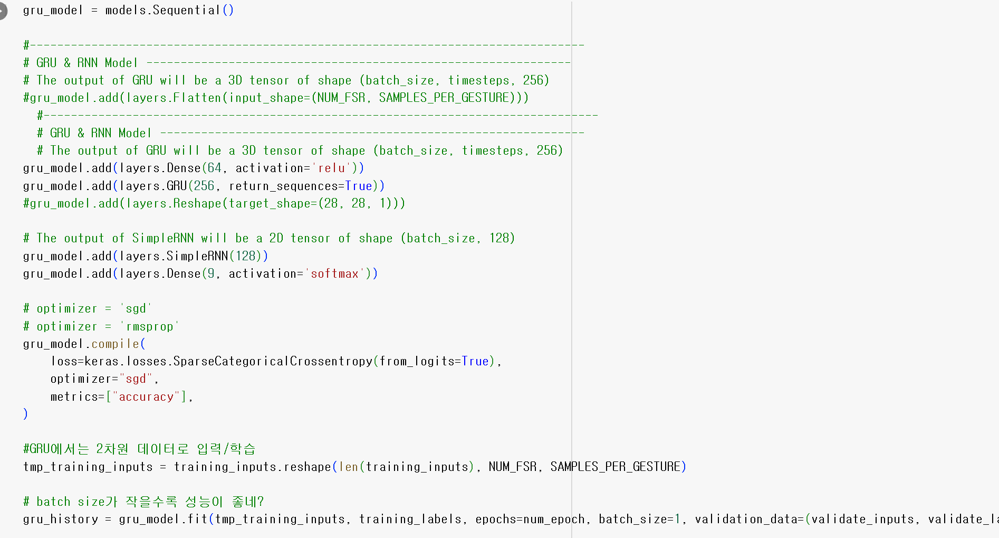 gru_model = models.Sequential()
#---------------------------------------------------------------------------------
# GRU & RNN Model --------------------------------------------------------------
# The output of GRU will be a 3D tensor of shape (batch_size, timesteps, 256)
#gru_model.add(layers.Flatten(input_shape=(NUM_FSR, SAMPLES_PER_GESTURE)))
#---------------------------------------------------------------------------------
# GRU & RNN Model --------------------------------------------------------------
# The output of GRU will be a 3D tensor of shape (batch_size, timesteps, 256)
gru_model.add(layers.Dense(64, activation='relu'))
gru_model.add(layers.GRU(256, return_sequences=True))
#gru_model.add(layers.Reshape(target_shape=(28, 28, 1)))
# The output of SimpleRNN will be a 2D tensor of shape (batch_size, 128)
gru_model.add(layers.SimpleRNN(128))
gru_model.add(layers.Dense(9, activation='softmax'))
# optimizer = 'sgd'
# optimizer = 'rmsprop'
gru_model.compile(
loss=keras.losses.SparseCategoricalCrossentropy(from_logits=True),
optimizer="sgd",
metrics=["accuracy"],
)
#GRU에서는 2차원 데이터로 입력/학습
tmp_training_inputs = training_inputs.reshape(len(training_inputs), NUM_FSR, SAMPLES_PER_GESTURE)
# batch size가 작을수록 성능이 좋네?
gru_history = gru_model.fit(tmp_training_inputs, training_labels, epochs=num_epoch, batch_size=1, validation_data=(validate_inputs,